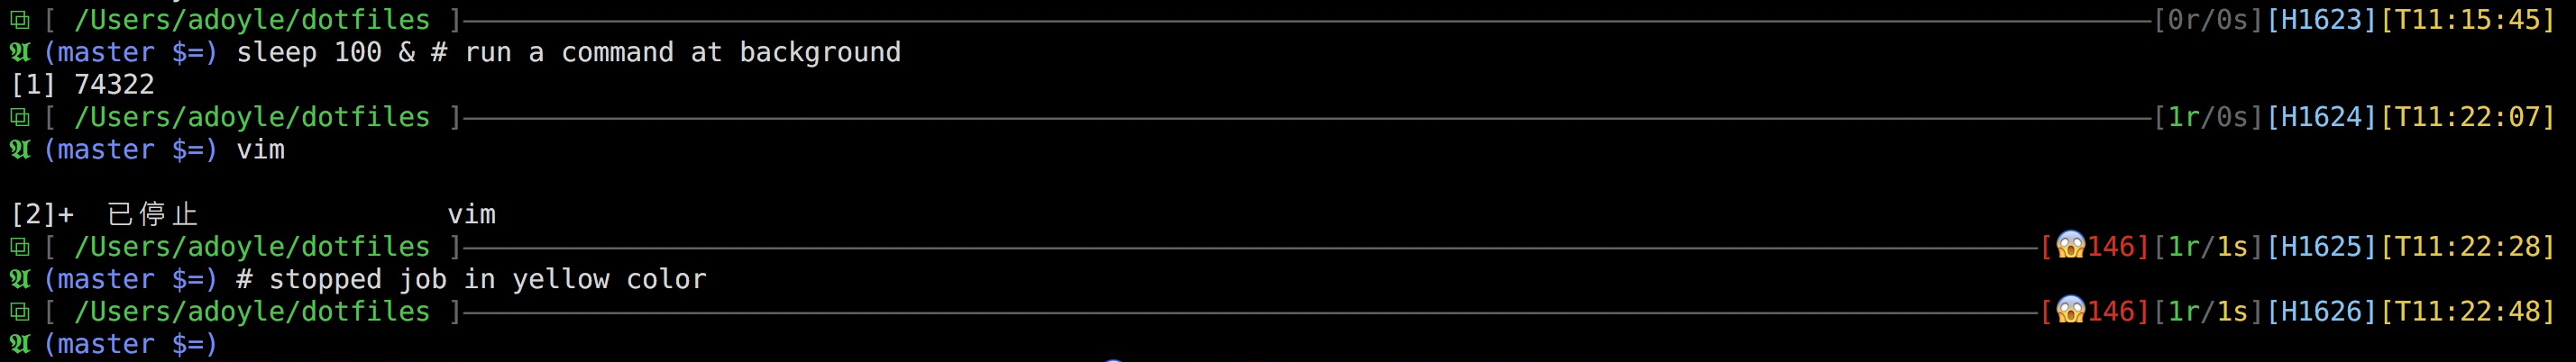 ⧉ [ /Users/adoyle/dotfiles ]────────────────────[0r/0s][H1623][T11:15:45]
𝕬 (master $=) sleep 100 & # run a command at background
[1] 74322
⧉ [ /Users/adoyle/dotfiles ]────────────────────[1r/0s][H1624][T11:22:07]
𝕬 (master $=) vim
[2]+  已停止               vim
⧉ [ /Users/adoyle/dotfiles ]────────────────────[😱146][1r/1s][H1625][T11:22:28]
𝕬 (master $=) # stopped job in yellow color
⧉ [ /Users/adoyle/dotfiles ]────────────────────[😱146][1r/1s][H1626][T11:22:48]
𝕬 (master $=)